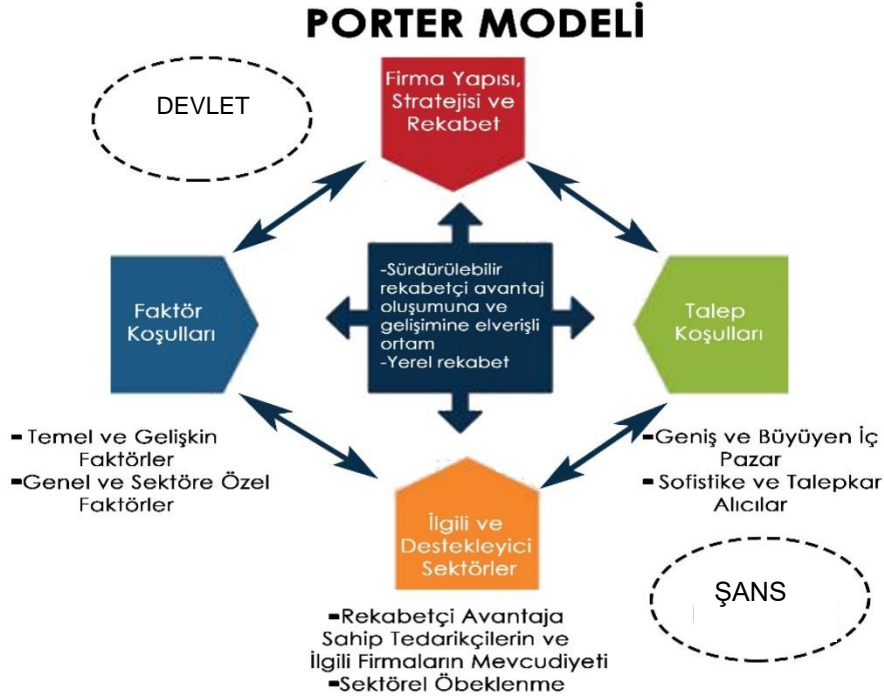 PORTER MODELİ
DEVLET
Firma Yapısı,
Stratejisi ve
Rekabet
Faktör
Koşulları
-Sürdürülebilir
rekabetçi avantaj
oluşumuna ve
gelişimine elverişli
ortam
-Yerel rekabet
Talep
Koşulları
-Temel ve Gelişkin
Faktörler
-Genel ve Sektöre Özel
Faktörler
-Geniş ve Büyüyen İç
Pazar
-Sofistike ve Talepkar
Alıcılar
İlgili ve
Destekleyici
Sektörler
-Rekabetçi Avantaja
Sahip Tedarikçilerin ve
İlgili Firmaların Mevcudiyeti
-Sektörel Öbeklenme
ŞANS